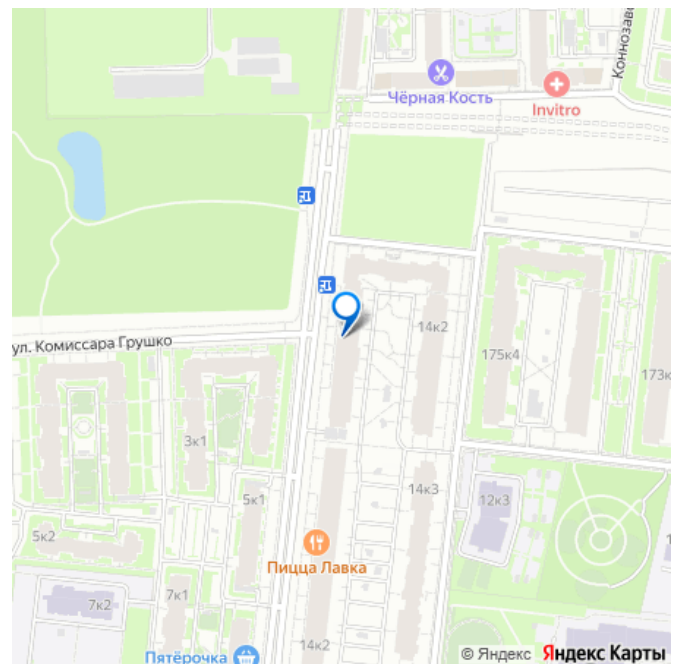 Коннозаво
Чёрная Кость
Invitro
ул. Комиссара Грушко
14к2
175к4
173к
3к1
14к3
12к3
5к1
5к2
Пицца Лавка
7к1
7к2
14к2
Пятёрочка
© Яндекс Яндекс Карты